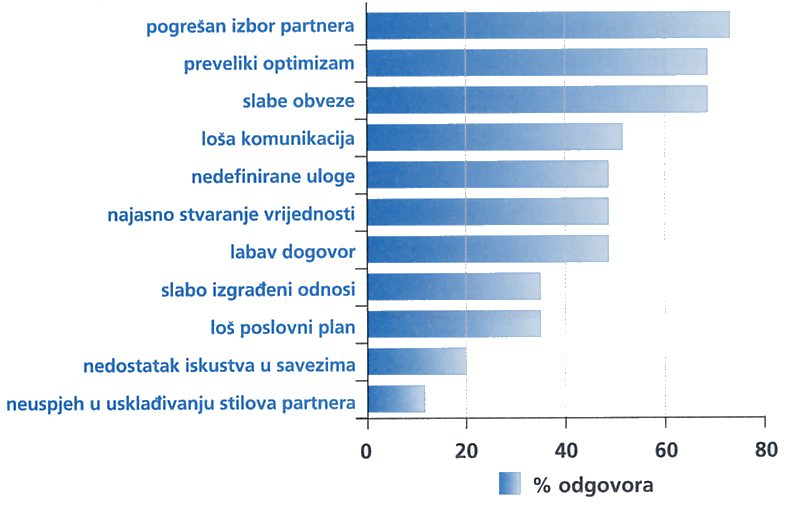 pogrešan izbor partnera
preveliki optimizam
slabe obveze
loša komunikacija
nedefinirane uloge
najasno stvaranje vrijednosti
labav dogovor
slabo izgrađeni odnosi
loš poslovni plan
nedostatak iskustva u savezima
neuspjeh u usklađivanju stilova partnera
0 20 40 60 80
% odgovora